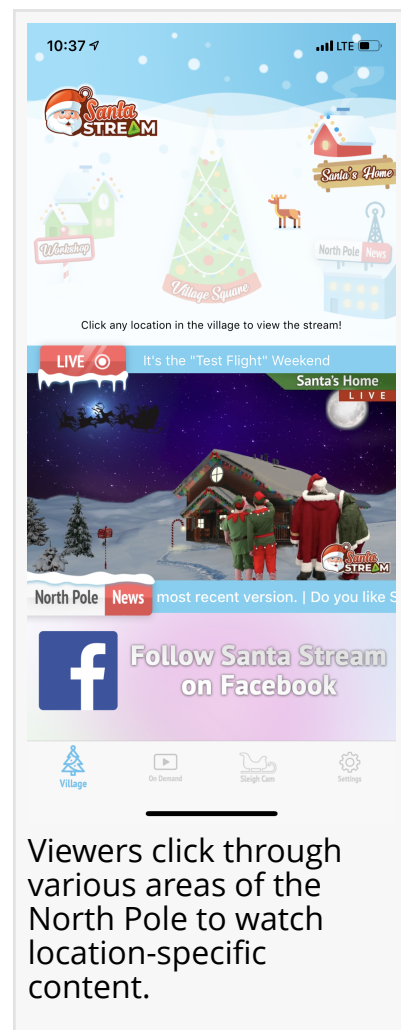 10:37
LTE
Santa
STREAM
Santa's Home
Workshop
North Pole News
Village Square
Click any location in the village to view the stream!
LIVE
It's the "Test Flight" Weekend
Santa's Home
LIVE
Santa
STREAM
North Pole News
most recent version. | Do you like S
Follow Santa Stream
on Facebook
Village
On Demand
Sleigh Cam
Settings
Viewers click through
various areas of the
North Pole to watch
location-specific
content.